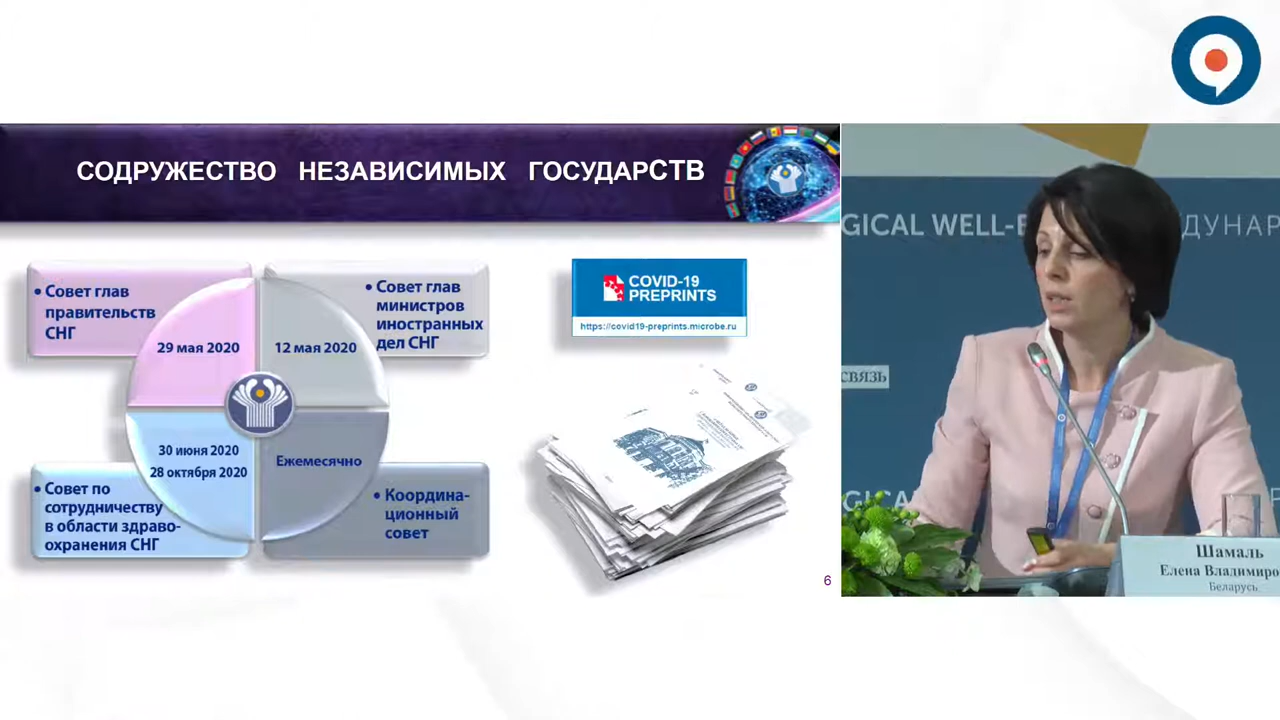 СОДРУЖЕСТВО НЕЗАВИСИМЫХ ГОСУДАРСТВ
• Совет глав
правительств
СНГ
29 мая 2020
• Совет глав
министров
иностранных
дел СНГ
12 мая 2020
30 июня 2020
28 октября 2020
• Совет по
сотрудничеству
в области здраво-
охранения СНГ
Ежемесячно
• Координа-
ционный
совет
COVID-19
PREPRINTS
https://covid19-preprints.microbe.ru
6
GICAL WELL-
ДУНАР
СВЯЗЬ
GICAL
Шамаль
Елена Владимиро
Беларусь